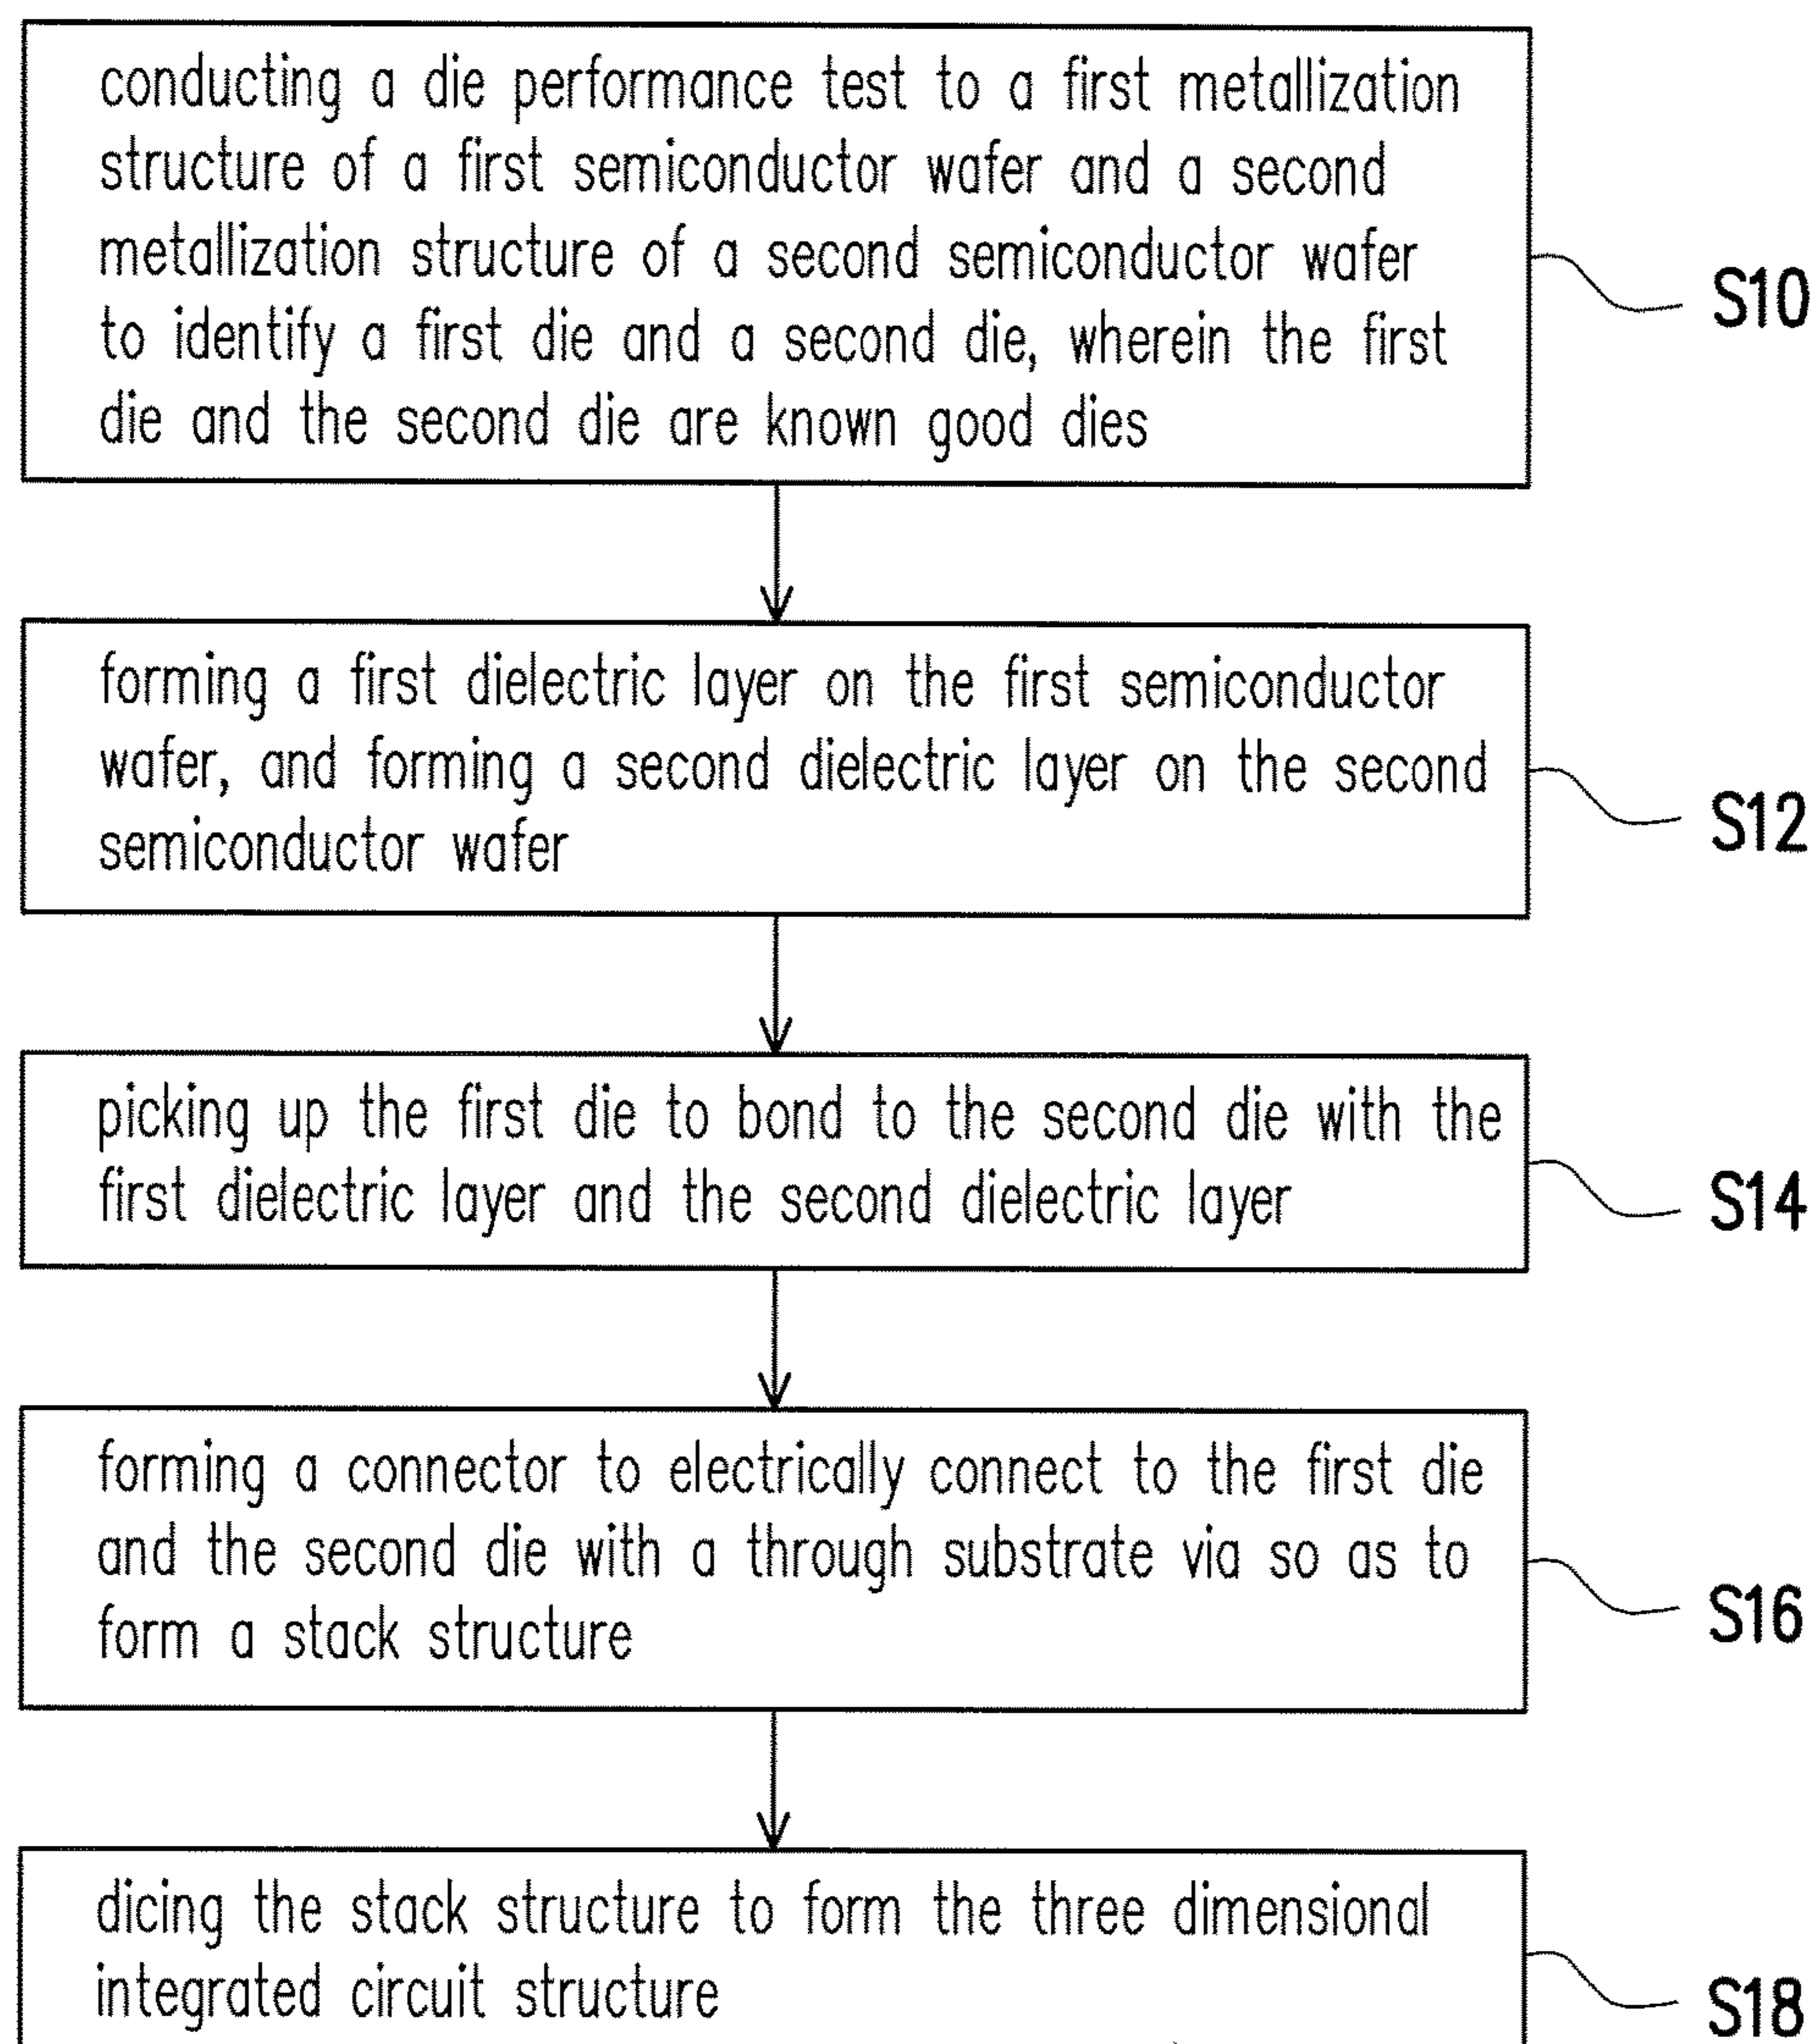 conducting a die performance test to a first metallization
structure of a first semiconductor wafer and a second
metallization structure of a second semiconductor wafer
to identify a first die and a second die, wherein the first
die and the second die are known good dies
S10
forming a first dielectric layer on the first semiconductor
wafer, and forming a second dielectric layer on the second
semiconductor wafer
S12
picking up the first die to bond to the second die with the
first dielectric layer and the second dielectric layer
S14
forming a connector to electrically connect to the first die
and the second die with a through substrate via so as to
form a stack structure
S16
dicing the stack structure to form the three dimensional
integrated circuit structure
S18